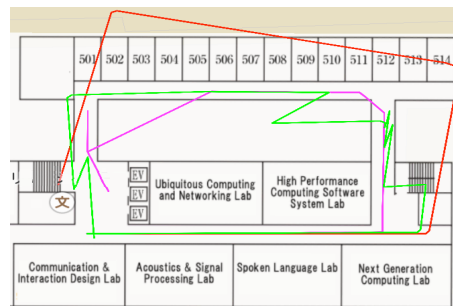 501 502 503 504 505 506 507 508 509 510 511 512 513 514
EV
EV
EV
Ubiquitous Computing
and Networking Lab
High Performance
Computing Software
System Lab
文
Communication &
Interaction Design Lab
Acoustics & Signal
Processing Lab
Spoken Language Lab
Next Generation
Computing Lab